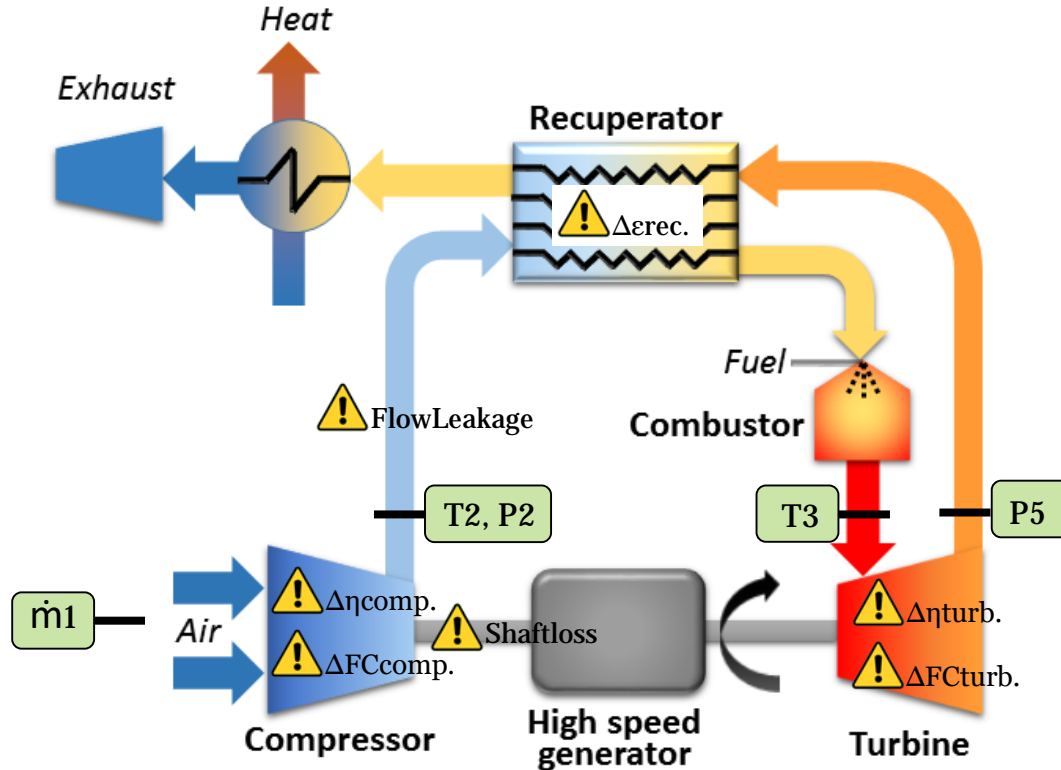 Heat
Exhaust
Recuperator
Δεrec.
Fuel
FlowLeakage
Combustor
T2, P2
T3
P5
ṁ1
Air
Δηcomp.
Shaftloss
Δηturb.
ΔFCcomp.
ΔFCturb.
Compressor
High speed
generator
Turbine